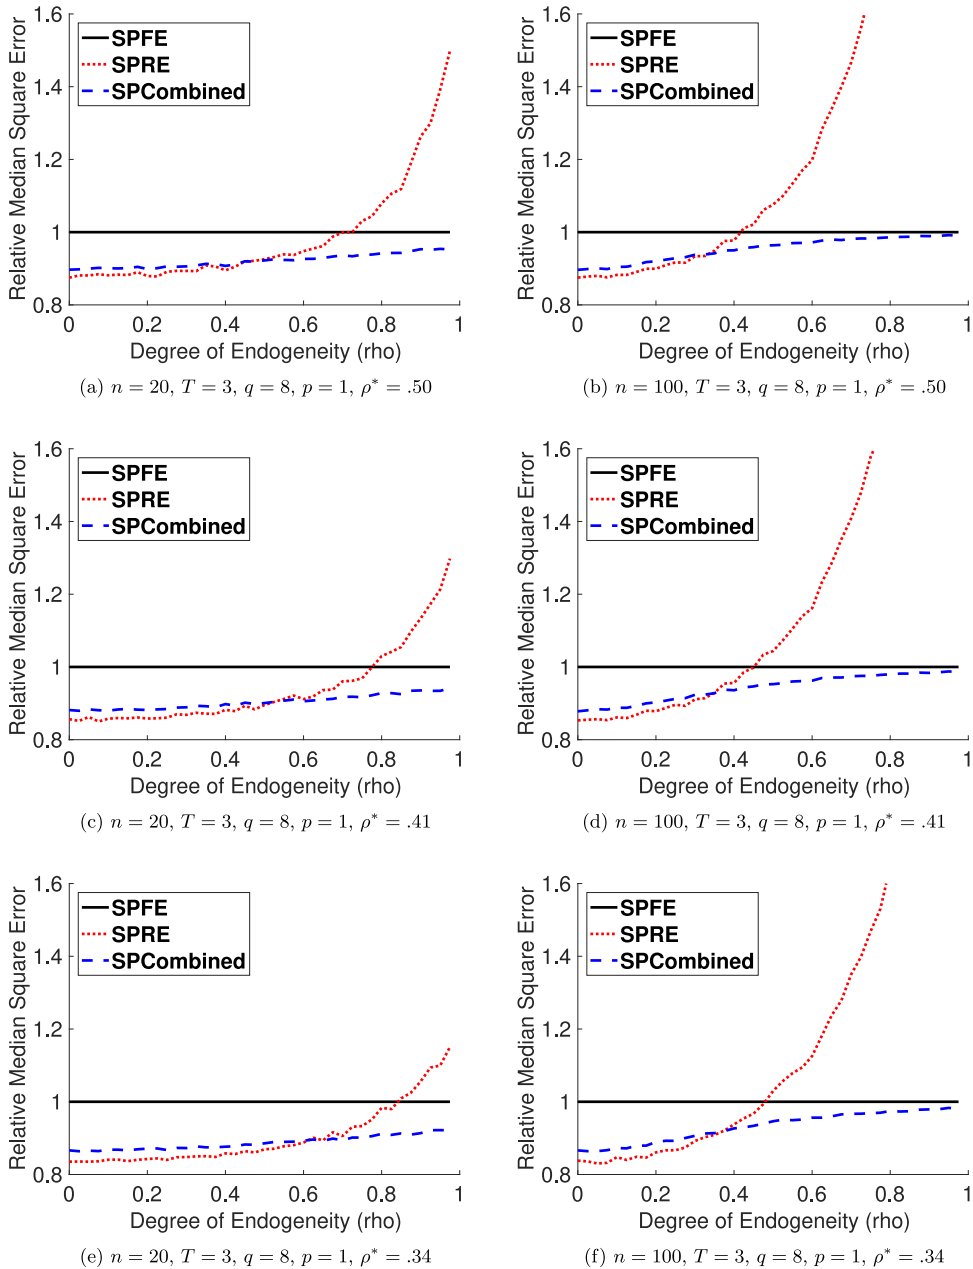 Relative Median Square Error
1.6
1.4
1.2
1
0.8
SPFE
SPRE
SPCombined
0 0.2 0.4 0.6 0.8 1
Degree of Endogeneity (rho)
(a) n = 20, T = 3, q = 8, p = 1, ρ* = .50
Relative Median Square Error
1.6
1.4
1.2
1
0.8
SPFE
SPRE
SPCombined
0 0.2 0.4 0.6 0.8 1
Degree of Endogeneity (rho)
(b) n = 100, T = 3, q = 8, p = 1, ρ* = .50
Relative Median Square Error
1.6
1.4
1.2
1
0.8
SPFE
SPRE
SPCombined
0 0.2 0.4 0.6 0.8 1
Degree of Endogeneity (rho)
(c) n = 20, T = 3, q = 8, p = 1, ρ* = .41
Relative Median Square Error
1.6
1.4
1.2
1
0.8
SPFE
SPRE
SPCombined
0 0.2 0.4 0.6 0.8 1
Degree of Endogeneity (rho)
(d) n = 100, T = 3, q = 8, p = 1, ρ* = .41
Relative Median Square Error
1.6
1.4
1.2
1
0.8
SPFE
SPRE
SPCombined
0 0.2 0.4 0.6 0.8 1
Degree of Endogeneity (rho)
(e) n = 20, T = 3, q = 8, p = 1, ρ* = .34
Relative Median Square Error
1.6
1.4
1.2
1
0.8
SPFE
SPRE
SPCombined
0 0.2 0.4 0.6 0.8 1
Degree of Endogeneity (rho)
(f) n = 100, T = 3, q = 8, p = 1, ρ* = .34